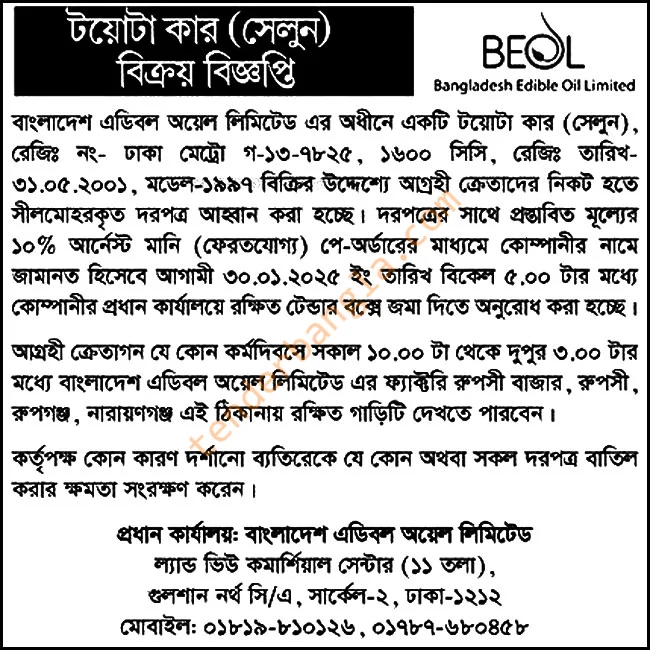 টয়োটা কার (সেলুন)
বিক্রয় বিজ্ঞপ্তি
BEOL
Bangladesh Edible Oil Limited
বাংলাদেশ এডিবল অয়েল লিমিটেড এর অধীনে একটি টয়োটা কার (সেলুন),
রেজিঃ নং- ঢাকা মেট্রো গ-১৩-৭৮২৫, ১৬০০ সিসি, রেজিঃ তারিখ-
৩১.০৫.২০০১, মডেল-১৯৯৭ বিক্রির উদ্দেশ্যে আগ্রহী ক্রেতাদের নিকট হতে
সীলমোহরকৃত দরপত্র আহ্বান করা হচ্ছে। দরপত্রের সাথে প্রস্তাবিত মূল্যের
১০% আর্নেস্ট মানি (ফেরতযোগ্য) পে-অর্ডারের মাধ্যমে কোম্পানীর নামে
জামানত হিসেবে আগামী ৩০.০১.২০২৫ ইং তারিখ বিকেল ৫.০০ টার মধ্যে
কোম্পানীর প্রধান কার্যালয়ে রক্ষিত টেন্ডার বক্সে জমা দিতে অনুরোধ করা হচ্ছে।
আগ্রহী ক্রেতাগন যে কোন কর্মদিবসে সকাল ১০.০০ টা থেকে দুপুর ৩.০০ টার
মধ্যে বাংলাদেশ এডিবল অয়েল লিমিটেড এর ফ্যাক্টরি রুপসী বাজার, রুপসী,
রুপগঞ্জ, নারায়ণগঞ্জ এই ঠিকানায় রক্ষিত গাড়িটি দেখতে পারবেন।
কর্তৃপক্ষ কোন কারণ দর্শানো ব্যতিরেকে যে কোন অথবা সকল দরপত্র বাতিল
করার ক্ষমতা সংরক্ষণ করেন।
প্রধান কার্যালয়: বাংলাদেশ এডিবল অয়েল লিমিটেড
ল্যান্ড ভিউ কমার্শিয়াল সেন্টার (১১ তলা),
গুলশান নর্থ সি/এ, সার্কেল-২, ঢাকা-১২১২
মোবাইল: ০১৮১৯-৮১০১২৬, ০১৭৮৭-৬৮০৪৫৮
tenderbangla.com